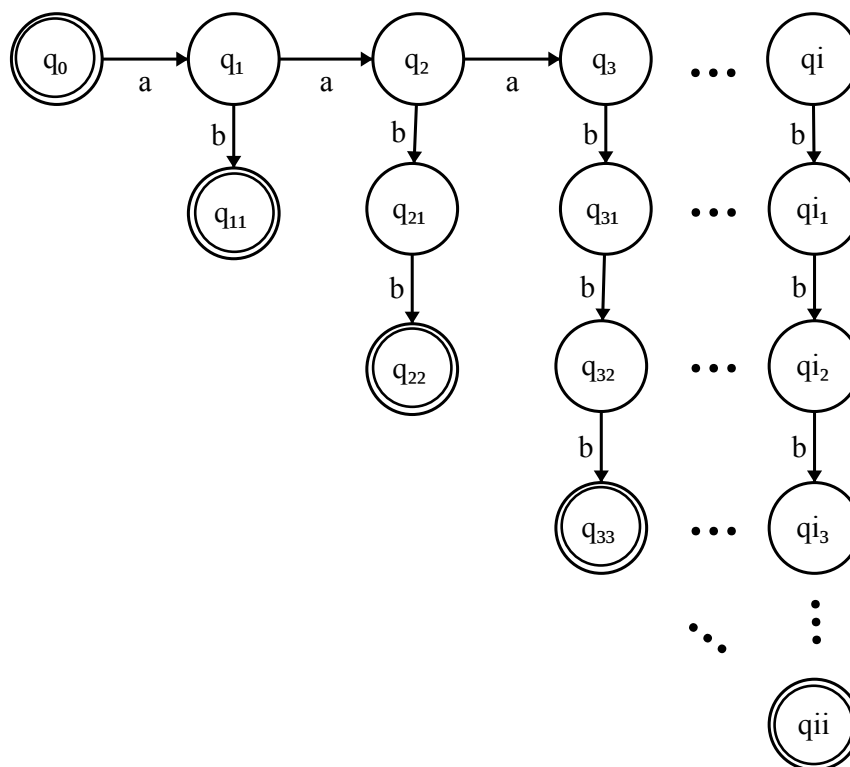 q₀ q₁ q₂ q₃ ••• qi
a a a
b b b b
q₁₁ q₂₁ q₃₁ ••• qi₁
b b b
q₂₂ q₃₂ ••• qi₂
b b
q₃₃ ••• qi₃
qii